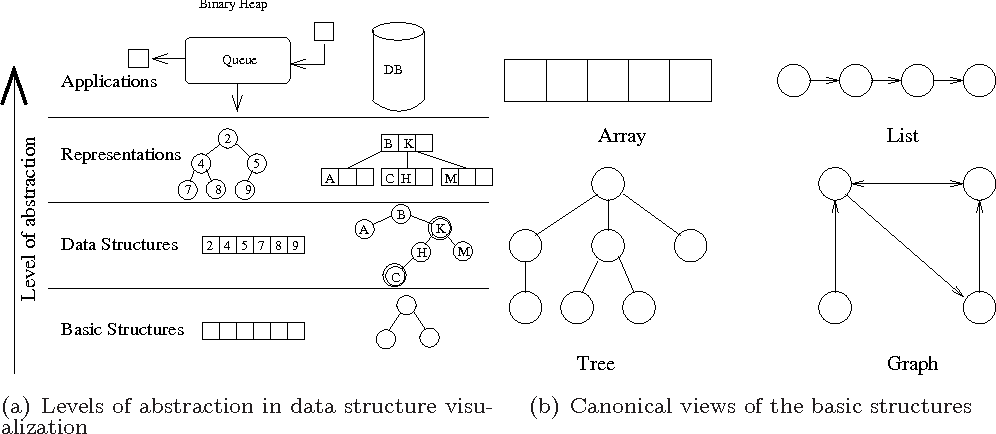 Binary Heap
Queue
DB
Applications
2
4 5
7 8 9
B K
A C H M
Representations
Level of abstraction
B
A K
H M
C
Data Structures
2 4 5 7 8 9
Basic Structures
(a) Levels of abstraction in data structure visu-
alization
Array
List
Tree
Graph
(b) Canonical views of the basic structures